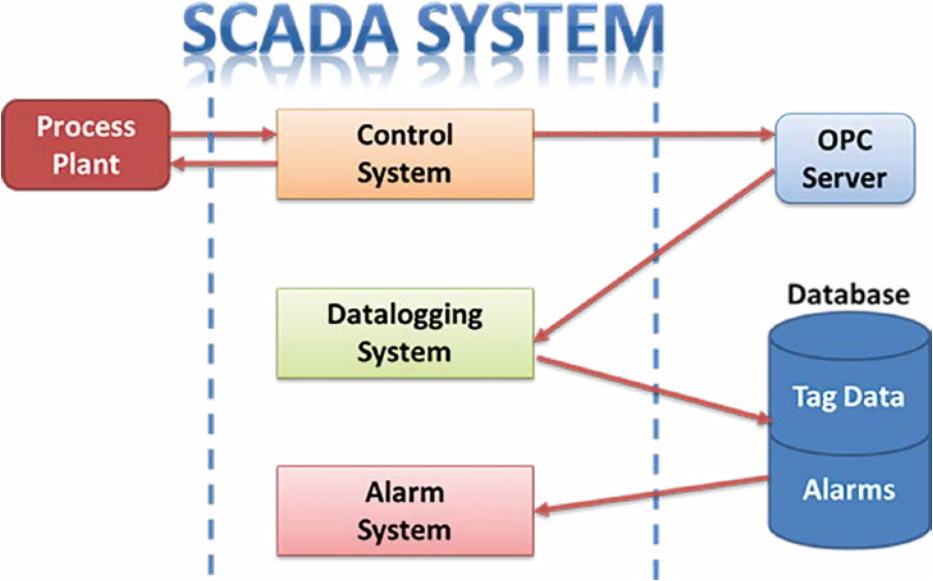 SCADA SYSTEM
Process
Plant
Control
System
OPC
Server
Datalogging
System
Database
Tag Data
Alarms
Alarm
System